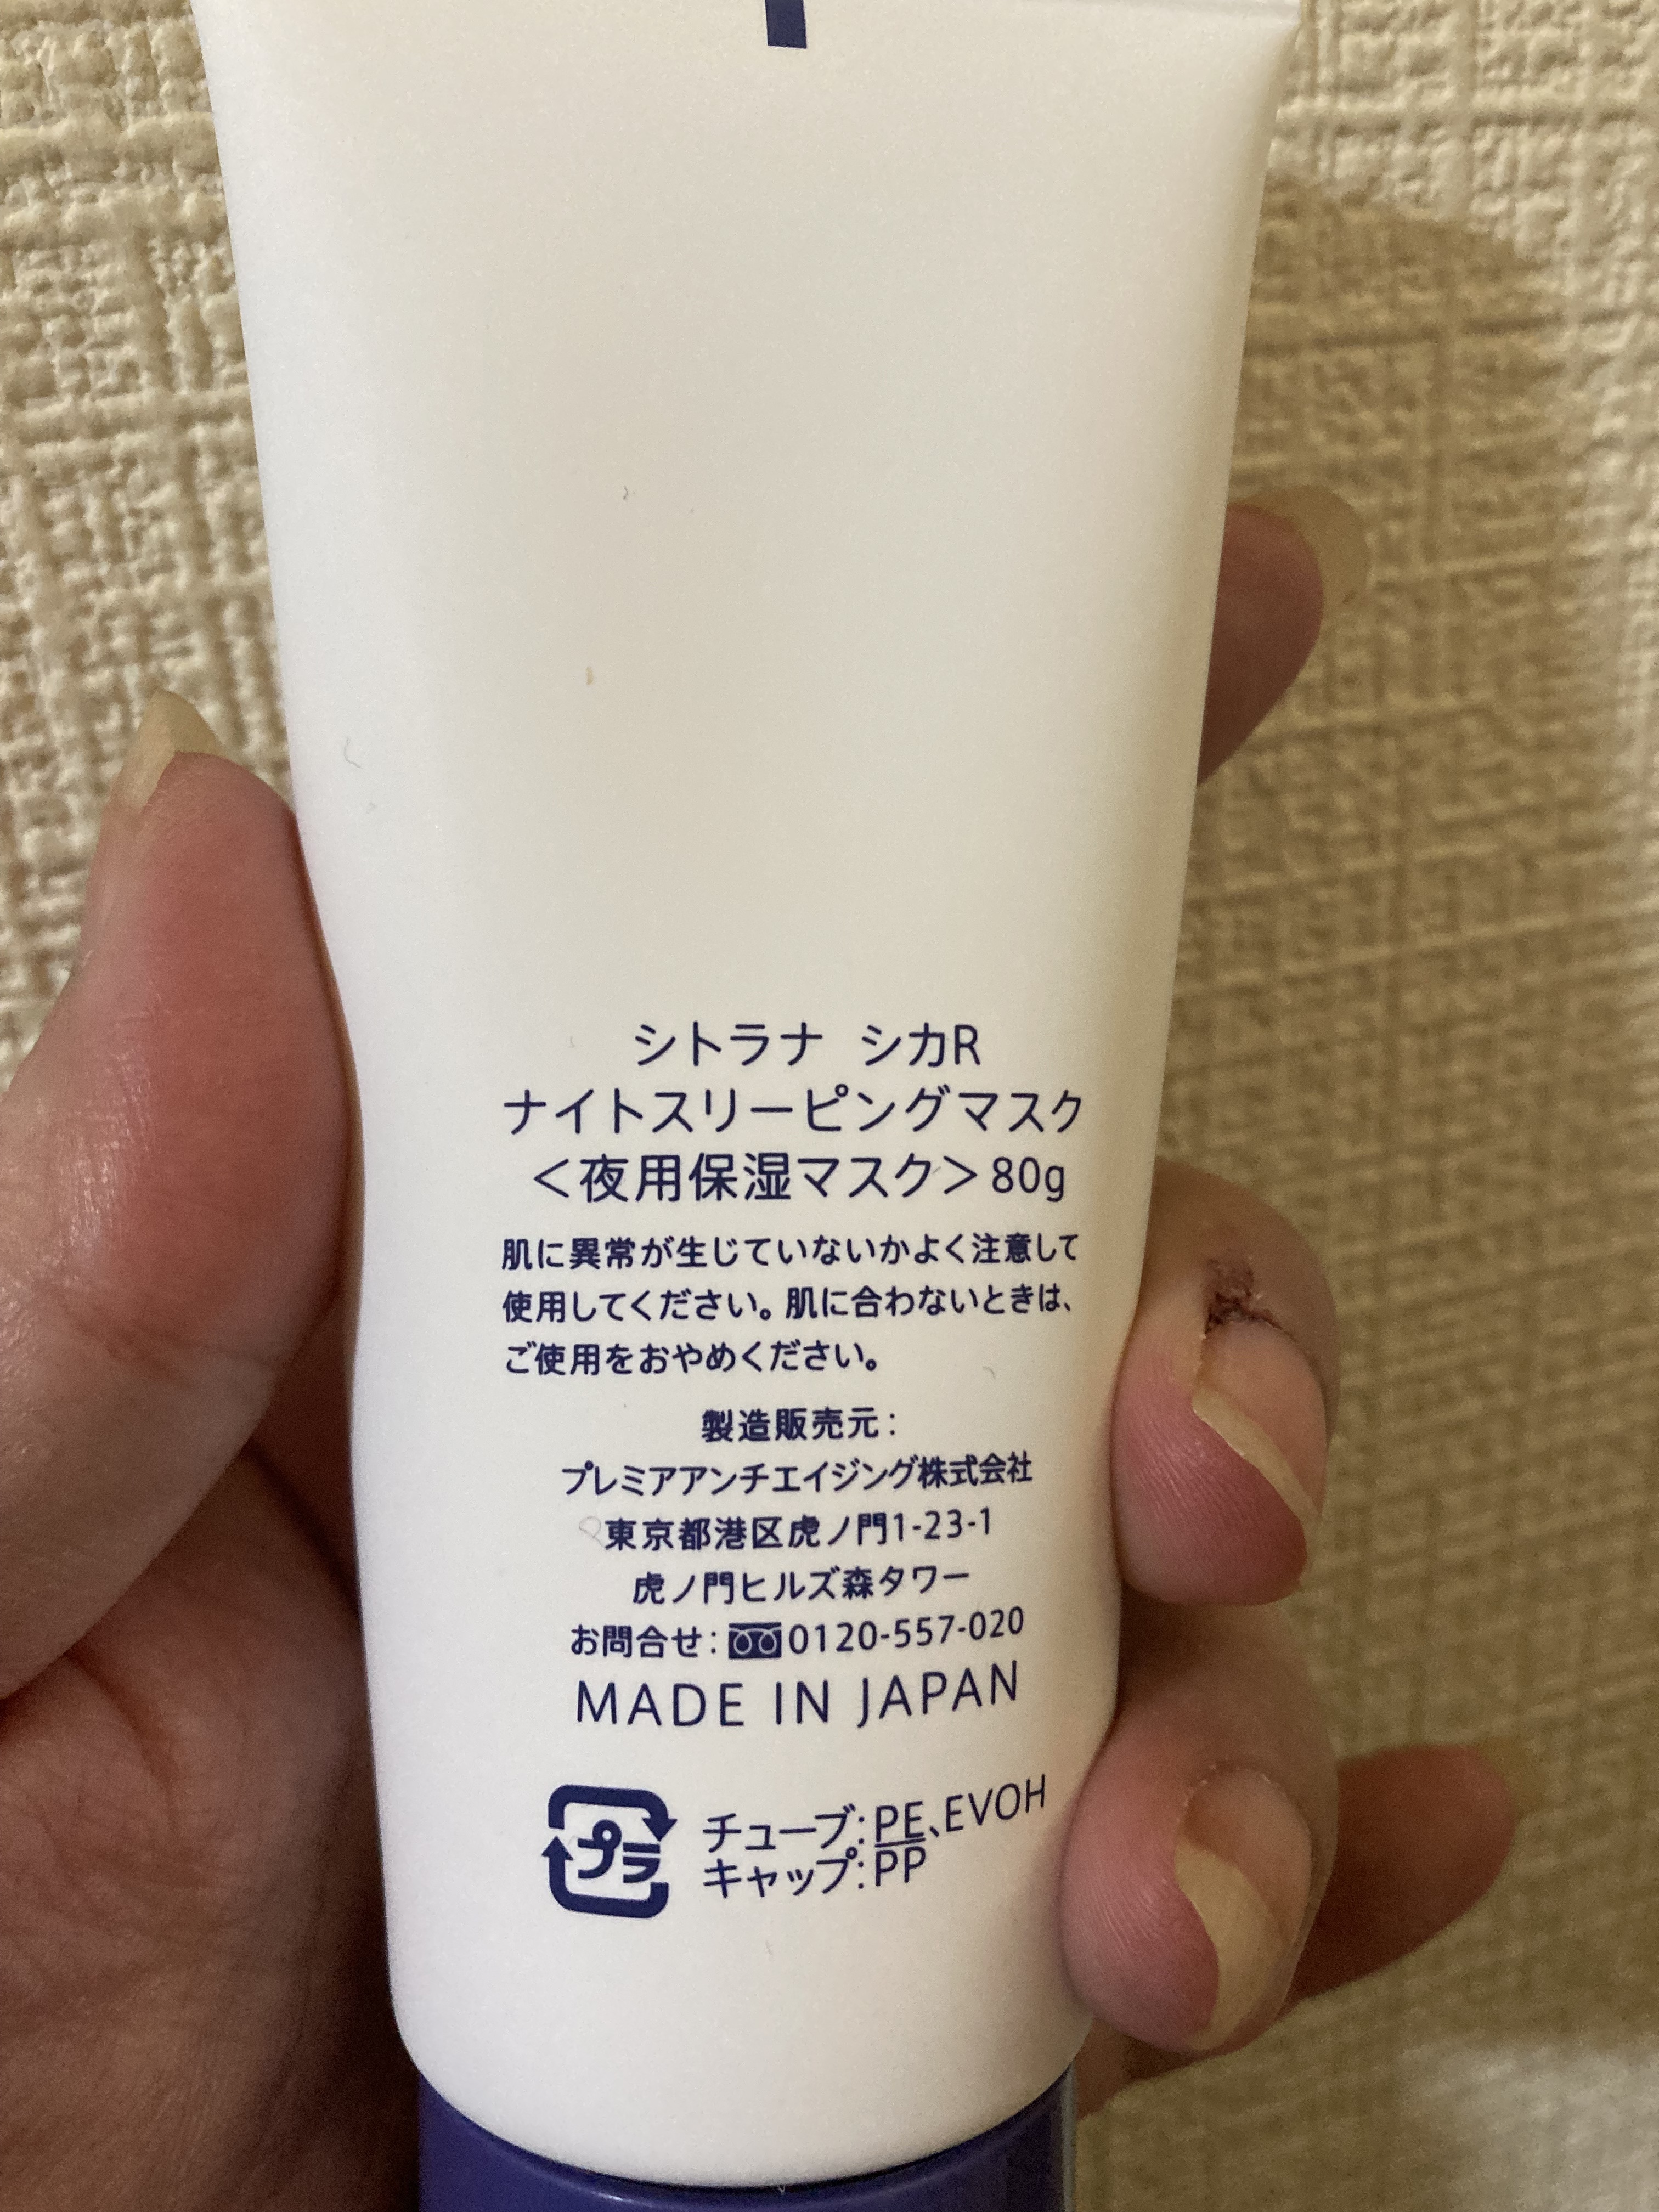 シトラナ シカR
ナイトスリーピングマスク
＜夜用保湿マスク＞80g
肌に異常が生じていないかよく注意して
使用してください。肌に合わないときは、
ご使用をおやめください。
製造販売元：
プレミアアンチエイジング株式会社
東京都港区虎ノ門1-23-1
虎ノ門ヒルズ森タワー
お問合せ：0120-557-020
MADE IN JAPAN
プラ
チューブ：PE、EVOH
キャップ：PP